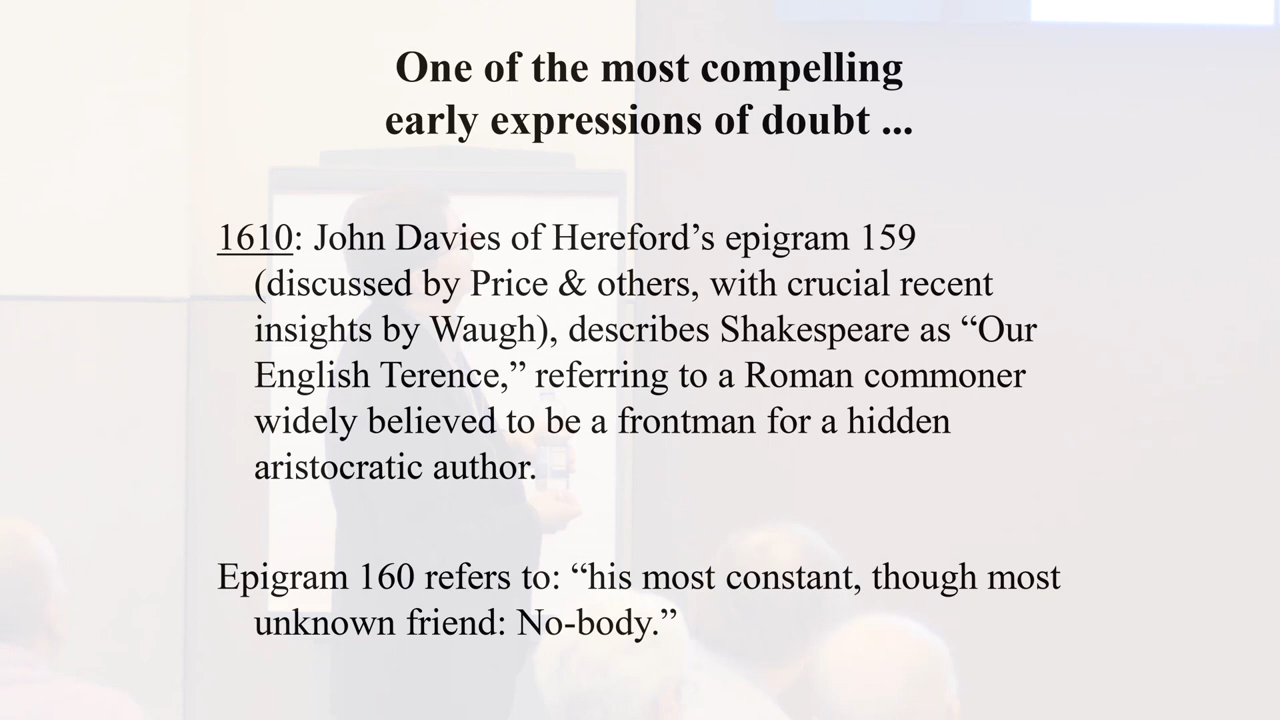 One of the most compelling
early expressions of doubt ...
1610: John Davies of Hereford’s epigram 159
(discussed by Price & others, with crucial recent
insights by Waugh), describes Shakespeare as “Our
English Terence,” referring to a Roman commoner
widely believed to be a frontman for a hidden
aristocratic author.
Epigram 160 refers to: “his most constant, though most
unknown friend: No-body.”